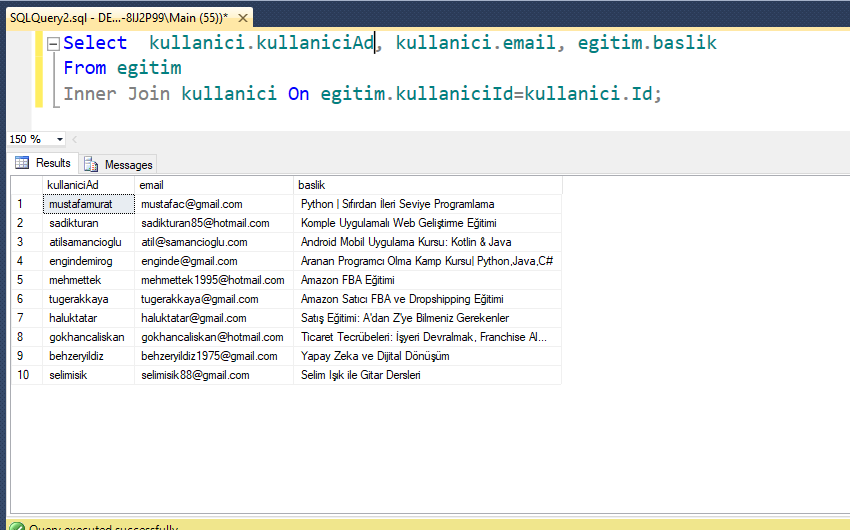 SQLQuery2.sql - DE...-8IJ2P99\Main (55))*
Select  kullanici.kullaniciAd, kullanici.email, egitim.baslik
From egitim
Inner Join kullanici On egitim.kullaniciId=kullanici.Id;
150 %
Results Messages
kullaniciAd email baslik
1 mustafamurat mustafac@gmail.com Python | Sıfırdan İleri Seviye Programlama
2 sadikturan sadikturan85@hotmail.com Komple Uygulamalı Web Geliştirme Eğitimi
3 atilsamancioglu atil@samancioglu.com Android Mobil Uygulama Kursu: Kotlin & Java
4 engindemirog enginde@gmail.com Aranan Programcı Olma Kamp Kursu| Python,Java,C#
5 mehmettek mehmettek1995@hotmail.com Amazon FBA Eğitimi
6 tugerakkaya tugerakkaya@gmail.com Amazon Satıcı FBA ve Dropshipping Eğitimi
7 haluktatar haluktatar@gmail.com Satış Eğitimi: A'dan Z'ye Bilmeniz Gerekenler
8 gokhancaliskan gokhancaliskan@hotmail.com Ticaret Tecrübeleri: İşyeri Devralmak, Franchise Al...
9 behzeryildiz behzeryildiz1975@gmail.com Yapay Zeka ve Dijital Dönüşüm
10 selimisik selimisik88@gmail.com Selim Işık ile Gitar Dersleri
Query executed successfully